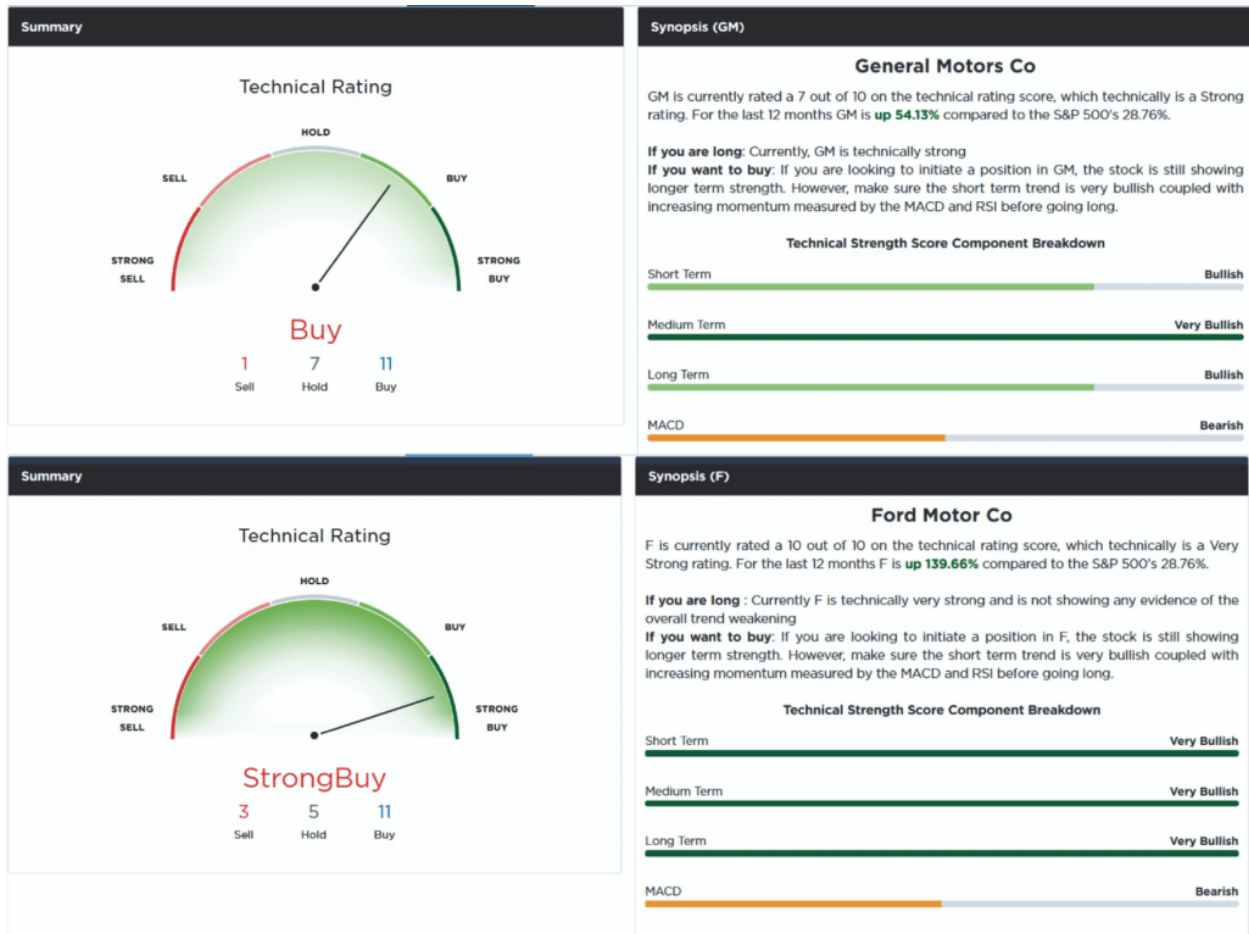 Summary
Technical Rating
HOLD
SELL
BUY
STRONG
SELL
STRONG
BUY
Buy
1 7 11
Sell Hold Buy
Synopsis (GM)
General Motors Co
GM is currently rated a 7 out of 10 on the technical rating score, which technically is a Strong
rating. For the last 12 months GM is up 54.13% compared to the S&P 500's 28.76%.
If you are long: Currently, GM is technically strong
If you want to buy: If you are looking to initiate a position in GM, the stock is still showing
longer term strength. However, make sure the short term trend is very bullish coupled with
increasing momentum measured by the MACD and RSI before going long.
Technical Strength Score Component Breakdown
Short Term Bullish
Medium Term Very Bullish
Long Term Bullish
MACD Bearish
Summary
Technical Rating
HOLD
SELL
BUY
STRONG
SELL
STRONG
BUY
StrongBuy
3 5 11
Sell Hold Buy
Synopsis (F)
Ford Motor Co
F is currently rated a 10 out of 10 on the technical rating score, which technically is a Very
Strong rating. For the last 12 months F is up 139.66% compared to the S&P 500's 28.76%.
If you are long : Currently F is technically very strong and is not showing any evidence of the
overall trend weakening
If you want to buy: If you are looking to initiate a position in F, the stock is still showing
longer term strength. However, make sure the short term trend is very bullish coupled with
increasing momentum measured by the MACD and RSI before going long.
Technical Strength Score Component Breakdown
Short Term Very Bullish
Medium Term Very Bullish
Long Term Very Bullish
MACD Bearish